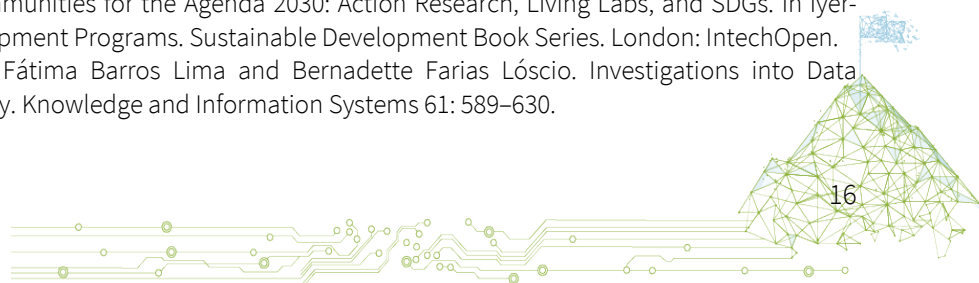 mmunities for the Agenda 2030: Action Research, Living Labs, and SDGs. In Iyer-
pment Programs. Sustainable Development Book Series. London: IntechOpen.
Fátima Barros Lima and Bernadette Farias Lóscio. Investigations into Data
y. Knowledge and Information Systems 61: 589–630.
16